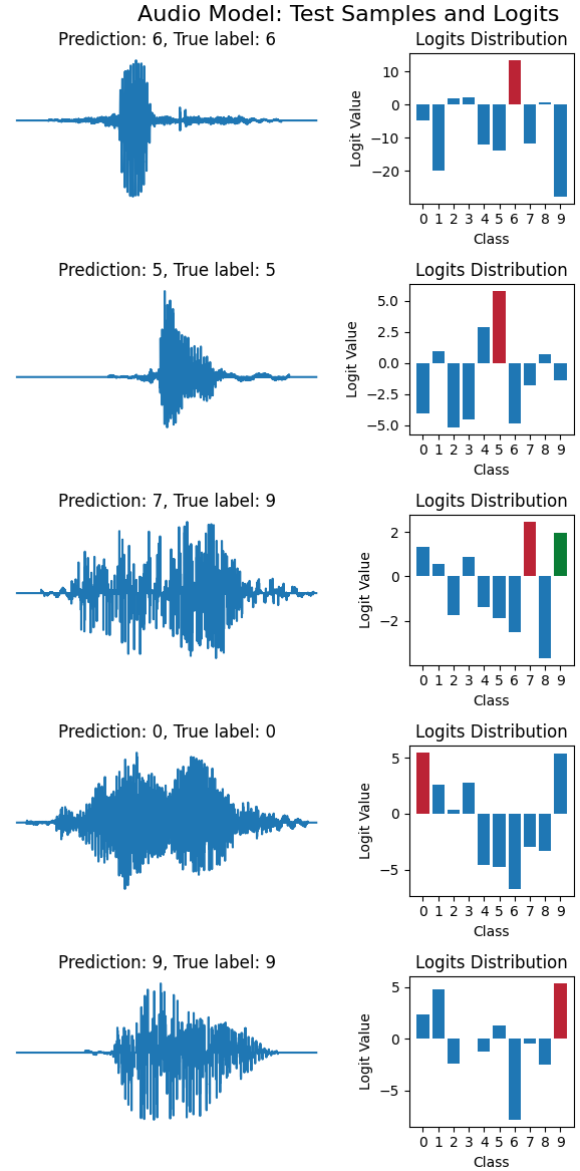 Audio Model: Test Samples and Logits
Prediction: 6, True label: 6
Logits Distribution
10
0
−10
−20
Logit Value
0 1 2 3 4 5 6 7 8 9
Class
Prediction: 5, True label: 5
Logits Distribution
5.0
2.5
0.0
−2.5
−5.0
Logit Value
0 1 2 3 4 5 6 7 8 9
Class
Prediction: 7, True label: 9
Logits Distribution
2
0
−2
Logit Value
0 1 2 3 4 5 6 7 8 9
Class
Prediction: 0, True label: 0
Logits Distribution
5
0
−5
Logit Value
0 1 2 3 4 5 6 7 8 9
Class
Prediction: 9, True label: 9
Logits Distribution
5
0
−5
Logit Value
0 1 2 3 4 5 6 7 8 9
Class